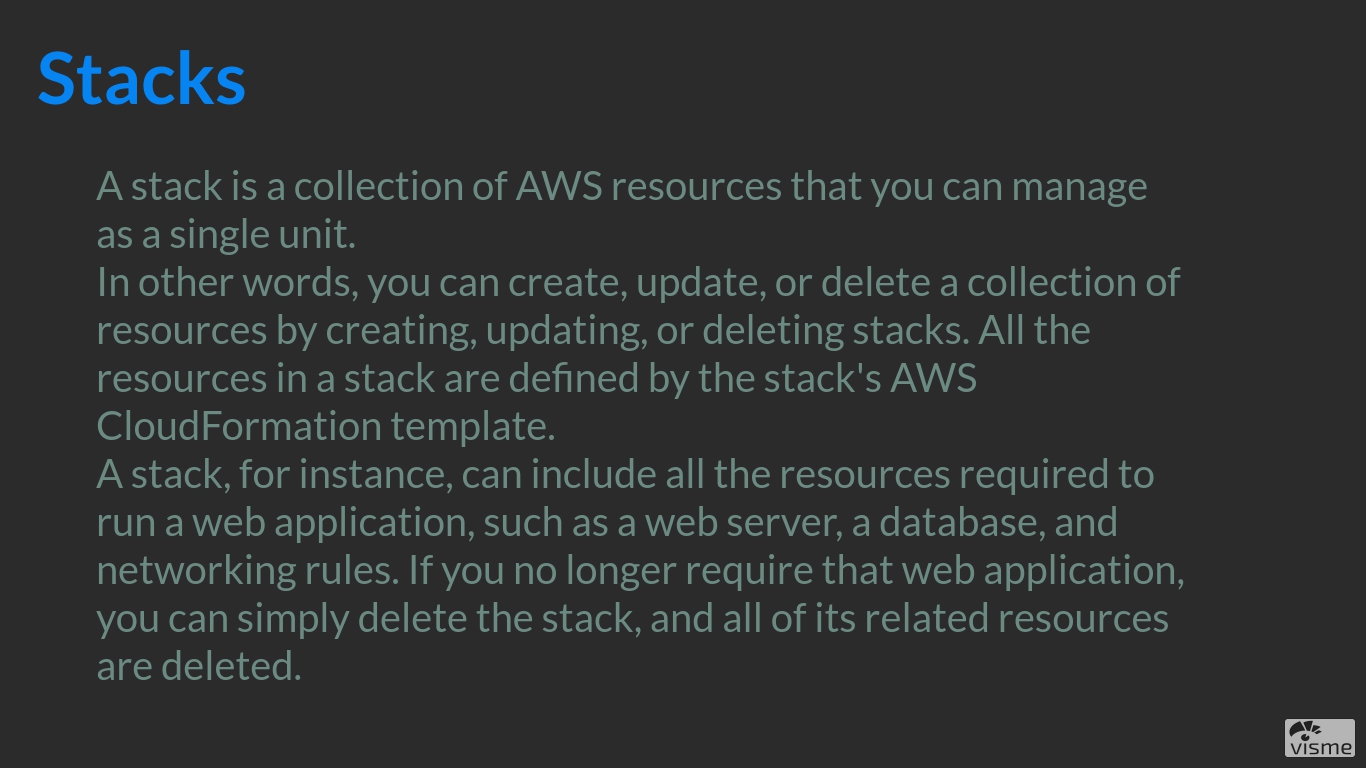 Stacks
A stack is a collection of AWS resources that you can manage
as a single unit.
In other words, you can create, update, or delete a collection of
resources by creating, updating, or deleting stacks. All the
resources in a stack are defined by the stack's AWS
CloudFormation template.
A stack, for instance, can include all the resources required to
run a web application, such as a web server, a database, and
networking rules. If you no longer require that web application,
you can simply delete the stack, and all of its related resources
are deleted.
visme